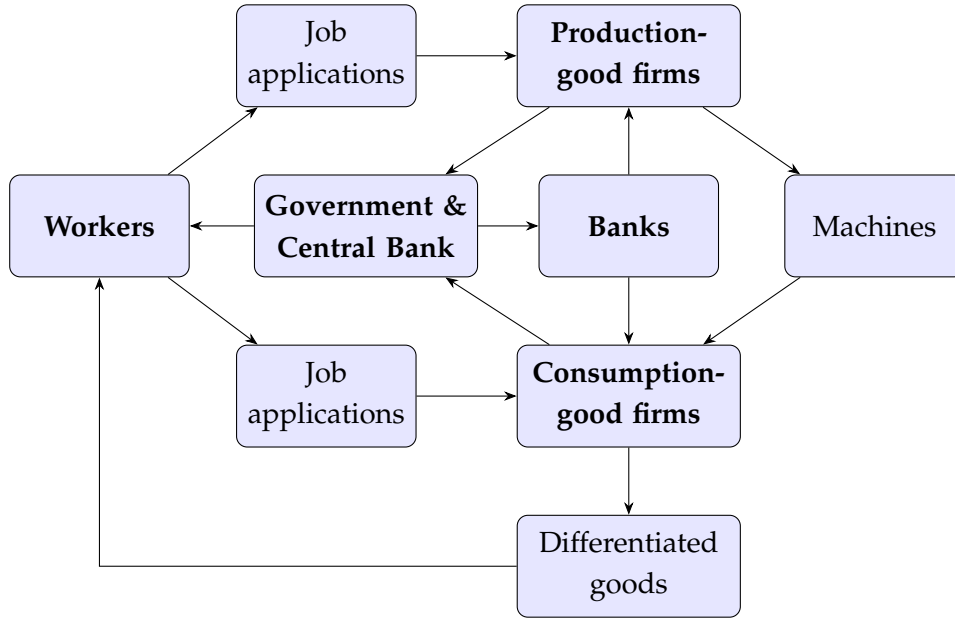 Job
applications
Production-
good firms
Workers
Government &
Central Bank
Banks
Machines
Job
applications
Consumption-
good firms
Differentiated
goods